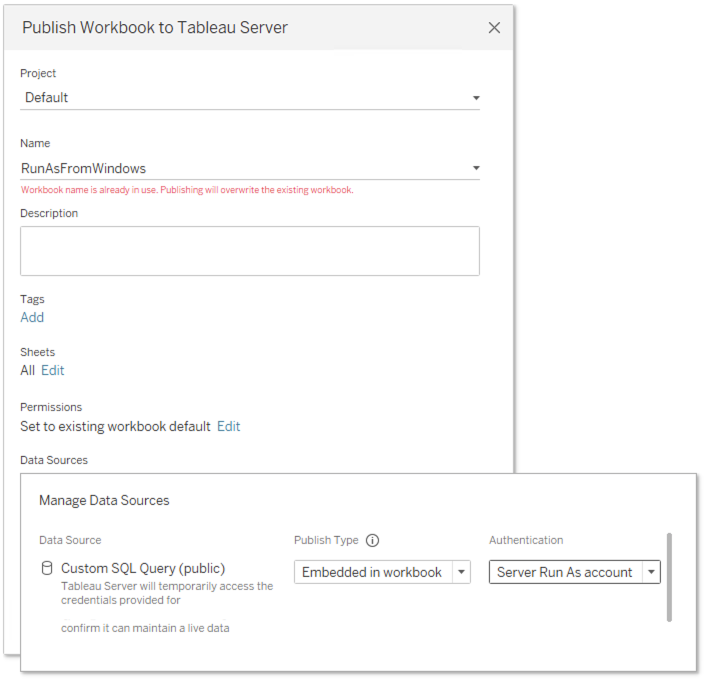 Publish Workbook to Tableau Server
Project
Default
Name
RunAsFromWindows
Workbook name is already in use. Publishing will overwrite the existing workbook.
Description
Tags
Add
Sheets
All Edit
Permissions
Set to existing workbook default Edit
Data Sources
Manage Data Sources
Data Source Publish Type Authentication
Custom SQL Query (public) Embedded in workbook Server Run As account
Tableau Server will temporarily access the
credentials provided for
confirm it can maintain a live data